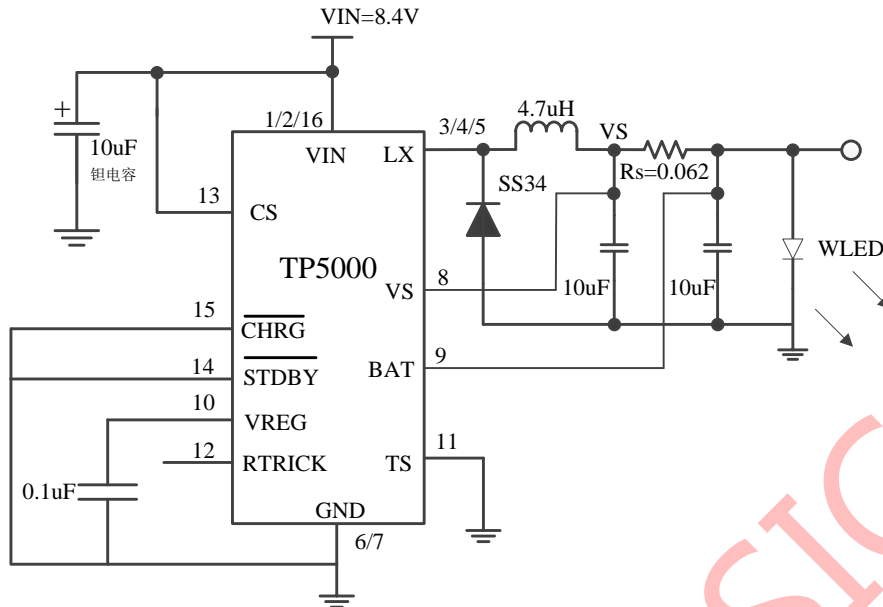 VIN=8.4V
1/2/16
3/4/5
4.7uH
VS
+
10uF
钽电容
VIN
LX
Rs=0.062
13
CS
SS34
WLED
TP5000
VS
8
10uF
10uF
15
CHRG
14
STDBY
BAT
9
10
VREG
12
RTRICK
TS
11
0.1uF
GND
6/7
SIC